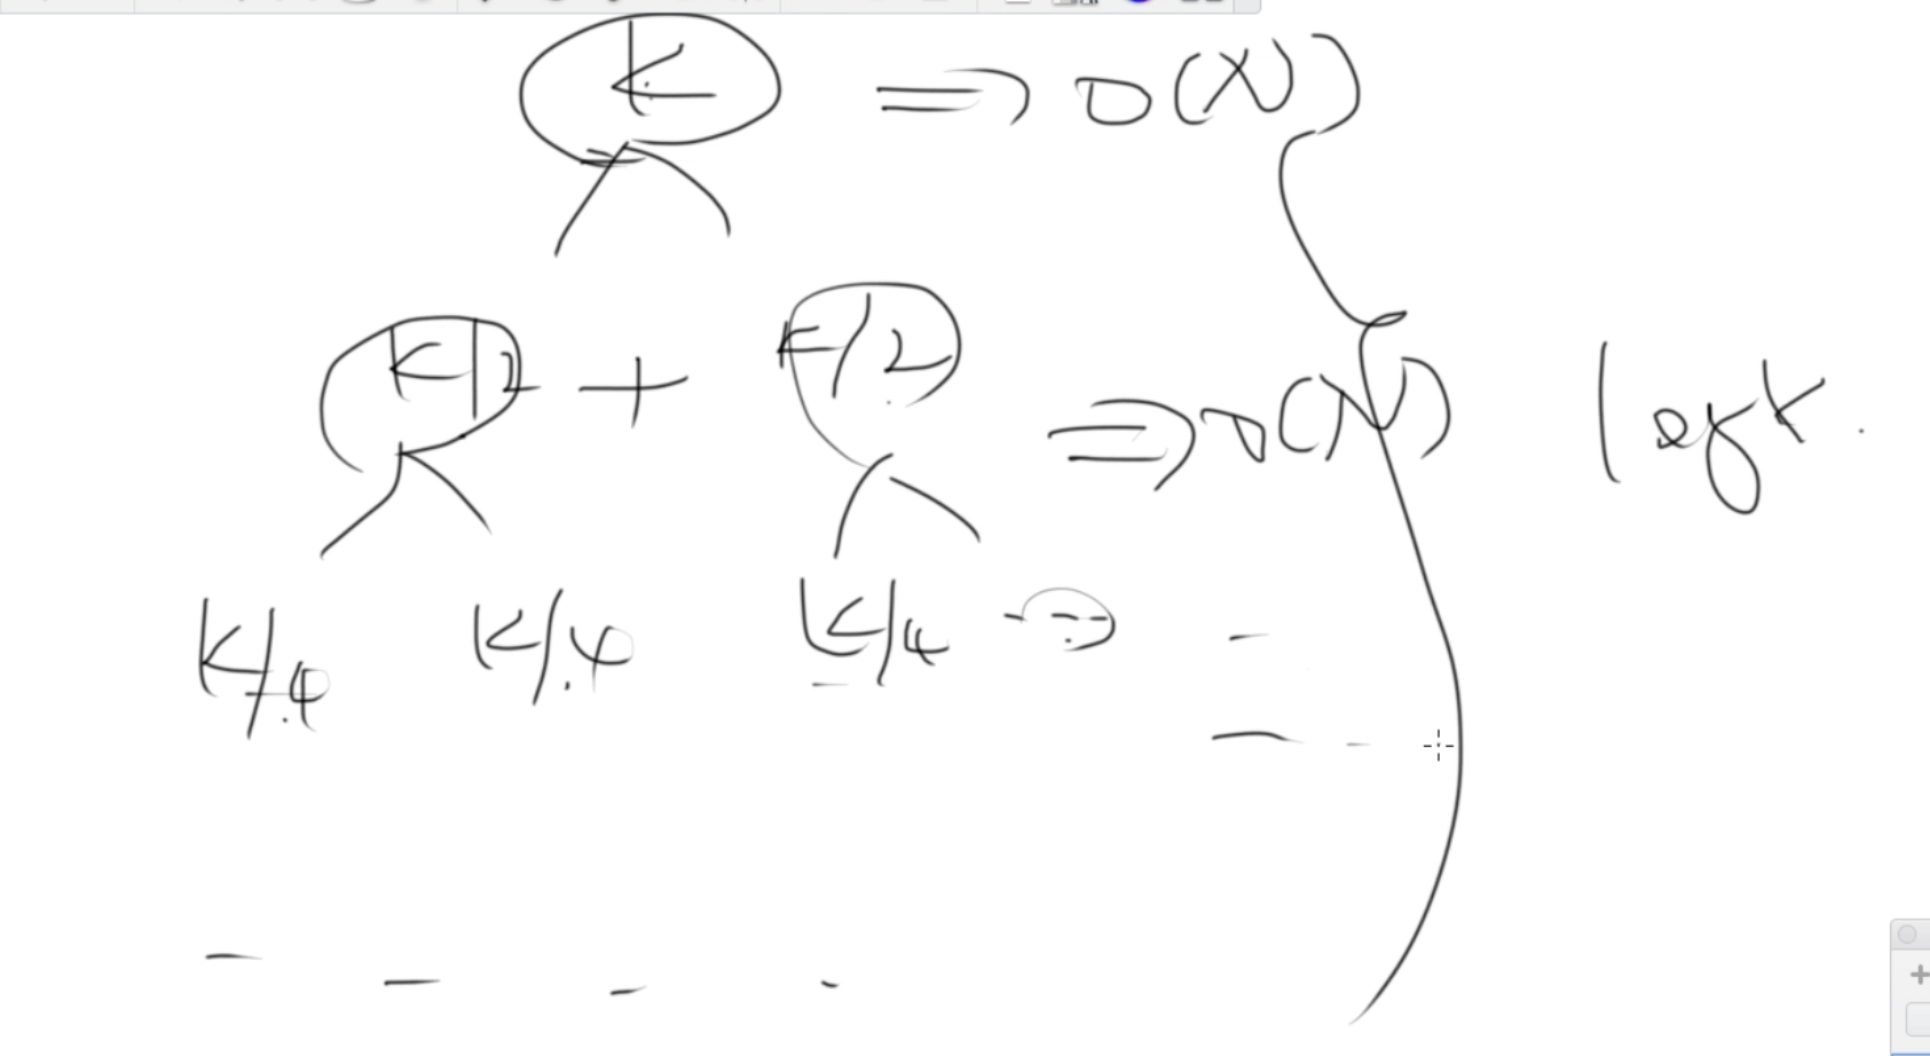 K ⇒ O(N)
K/2 + K/2 ⇒ O(N) logK.
K/4 K/4 K/4 ⇒ -